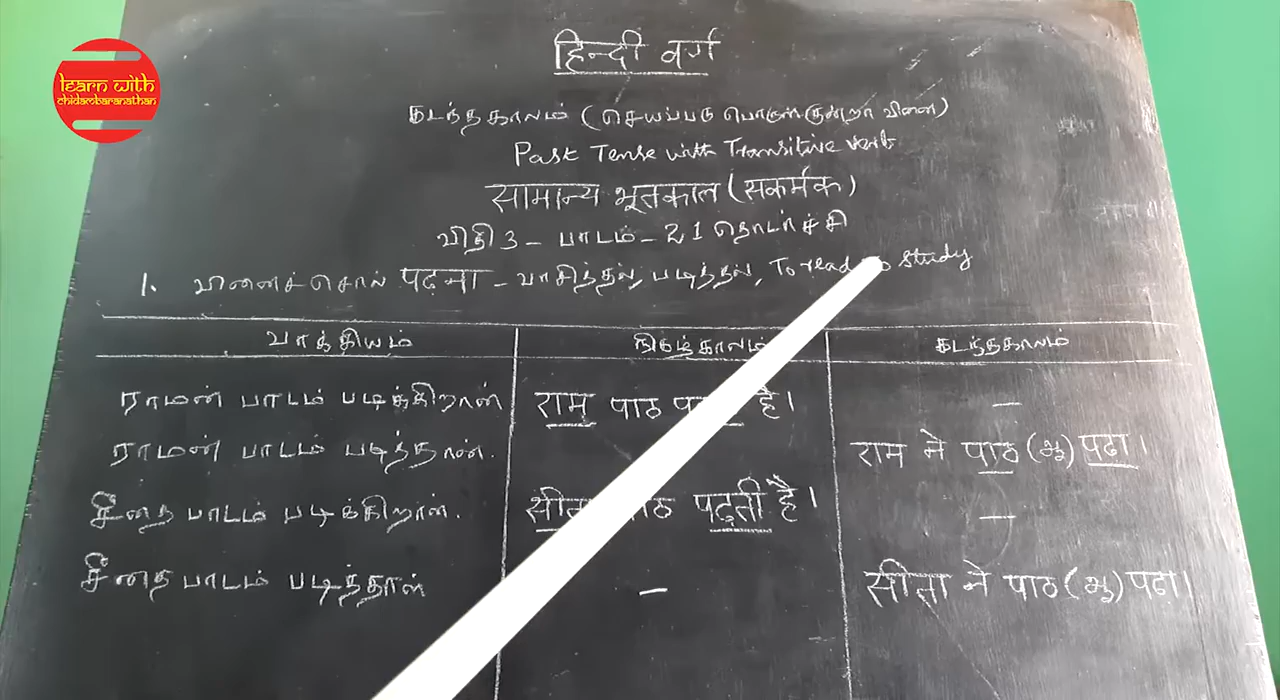 learn with
chidambaranathan
हिन्दी वर्ग
கடந்தகாலம் (செயப்படுபொருள்குன்றா வினை)
Past Tense with Transitive verb
सामान्य भूतकाल (सकर्मक)
விதி 3 - பாடம் - 21 தொடர்ச்சி
1. வினைச்சொல் पढ़ना - வாசித்தல், படித்தல், To read study
வாக்கியம் நிகழ்காலம் கடந்தகாலம்
ராமன் பாடம் படிக்கிறான் राम पाठ है। —
ராமன் பாடம் படித்தான். राम ने पाठ (பு) पढा।
சீதை பாடம் படிக்கிறாள். सीता पाठ पढ़ती है। —
சீதை பாடம் படித்தாள் — सीता ने पाठ (பு) पढ़ा।